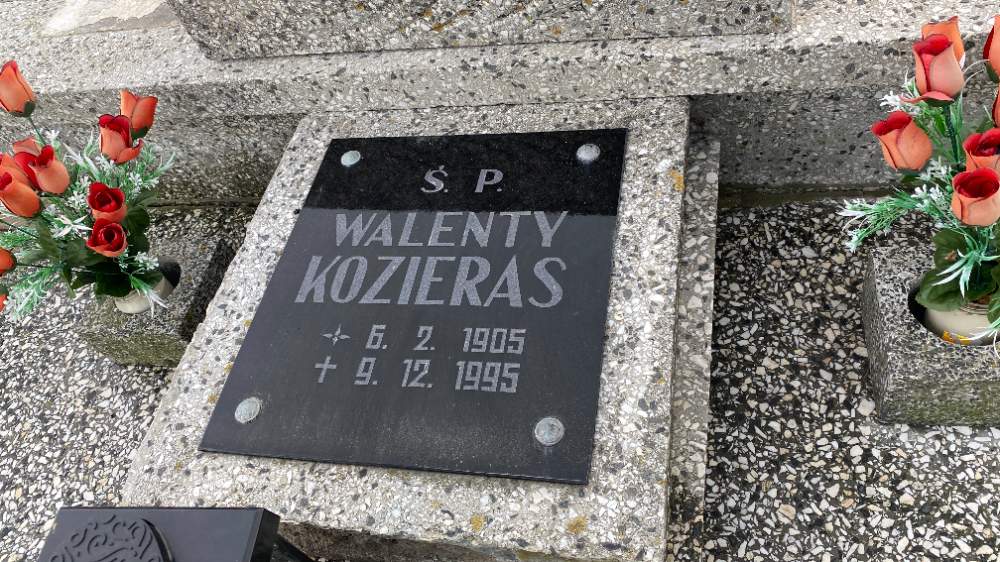 Ś. P.
WALENTY
KOZIERAS
6. 2. 1905
9. 12. 1995